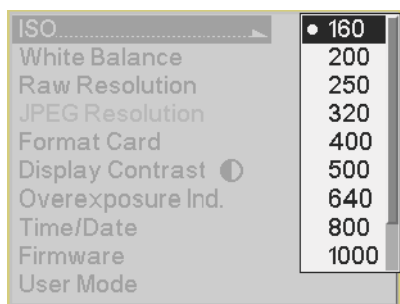 ISO
White Balance
Raw Resolution
JPEG Resolution
Format Card
Display Contrast
Overexposure Ind.
Time/Date
Firmware
User Mode
160
200
250
320
400
500
640
800
1000